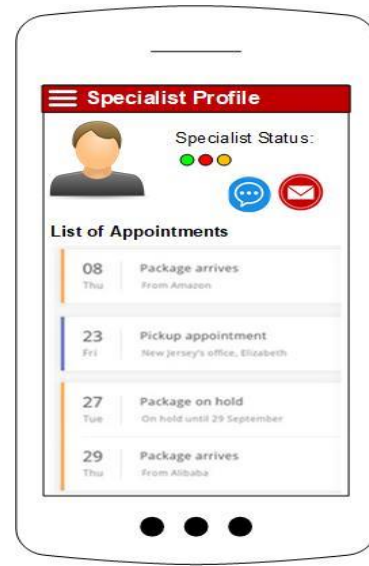 Specialist Profile
Specialist Status:
List of Appointments
08
Thu
Package arrives
From Amazon
23
Fri
Pickup appointment
New Jersey's office, Elizabeth
27
Tue
Package on hold
On hold until 29 September
29
Thu
Package arrives
From Alibaba